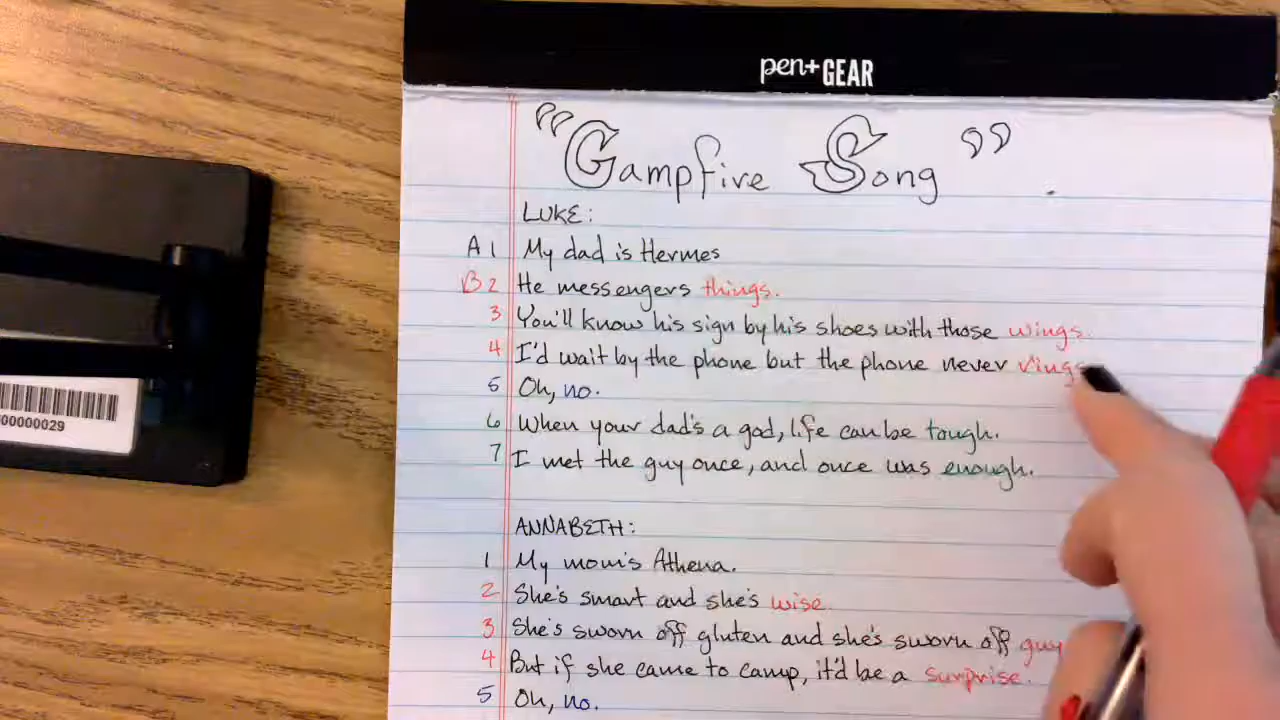 pen+GEAR
"Campfire Song"
LUKE:
A 1 My dad is Hermes
B 2 He messengers things.
3 You'll know his sign by his shoes with those wings.
4 I'd wait by the phone but the phone never rings
5 Oh, no.
6 When your dad's a god, life can be tough.
7 I met the guy once, and once was enough.
ANNABETH:
1 My mom's Athena.
2 She's smart and she's wise.
3 She's sworn off gluten and she's sworn off guy
4 But if she came to camp, it'd be a surprise.
5 Oh, no.
00000029